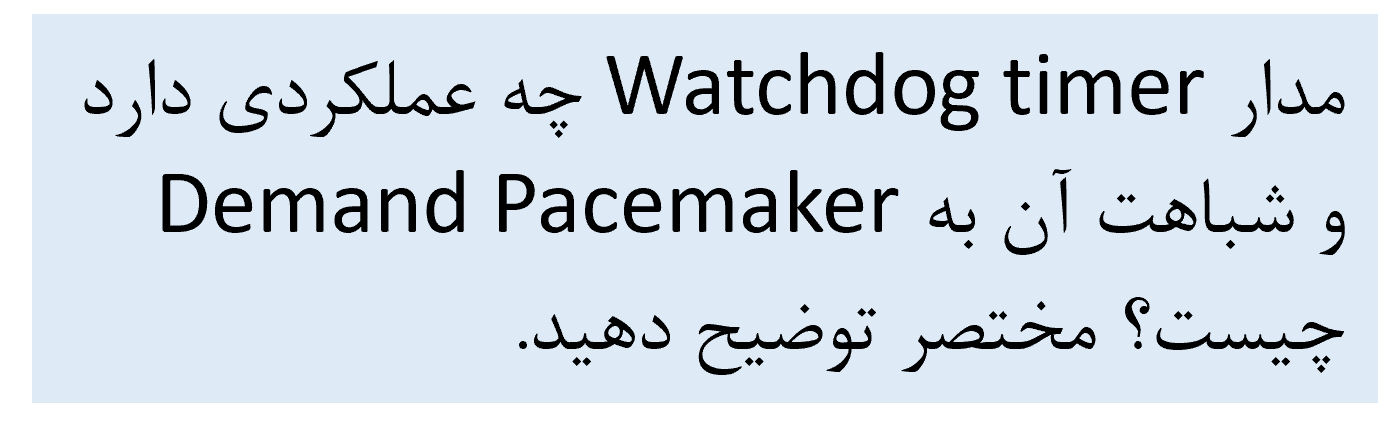 مدار Watchdog timer چه عملکردی دارد
و شباهت آن به Demand Pacemaker
چیست؟ مختصر توضیح دهید.